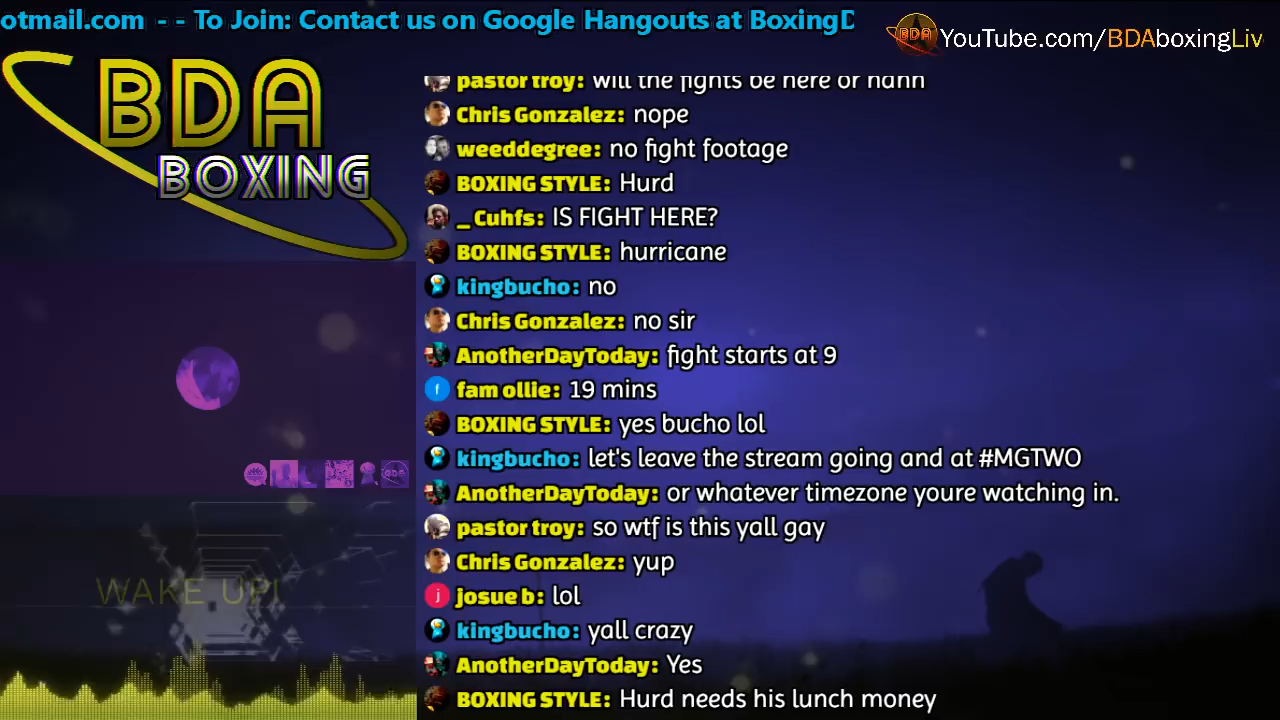 otmail.com - - To Join: Contact us on Google Hangouts at BoxingD
BDA
YouTube.com/BDAboxingLiv
BDA
BOXING
pastor troy: will the fights be here or nahh
Chris Gonzalez: nope
weeddegree: no fight footage
BOXING STYLE: Hurd
_Cuhfs: IS FIGHT HERE?
BOXING STYLE: hurricane
kingbucho: no
Chris Gonzalez: no sir
AnotherDayToday: fight starts at 9
f fam ollie: 19 mins
BOXING STYLE: yes bucho lol
kingbucho: let's leave the stream going and at #MGTWO
AnotherDayToday: or whatever timezone youre watching in.
pastor troy: so wtf is this yall gay
Chris Gonzalez: yup
j josue b: lol
kingbucho: yall crazy
AnotherDayToday: Yes
BOXING STYLE: Hurd needs his lunch money
WAKE UP!